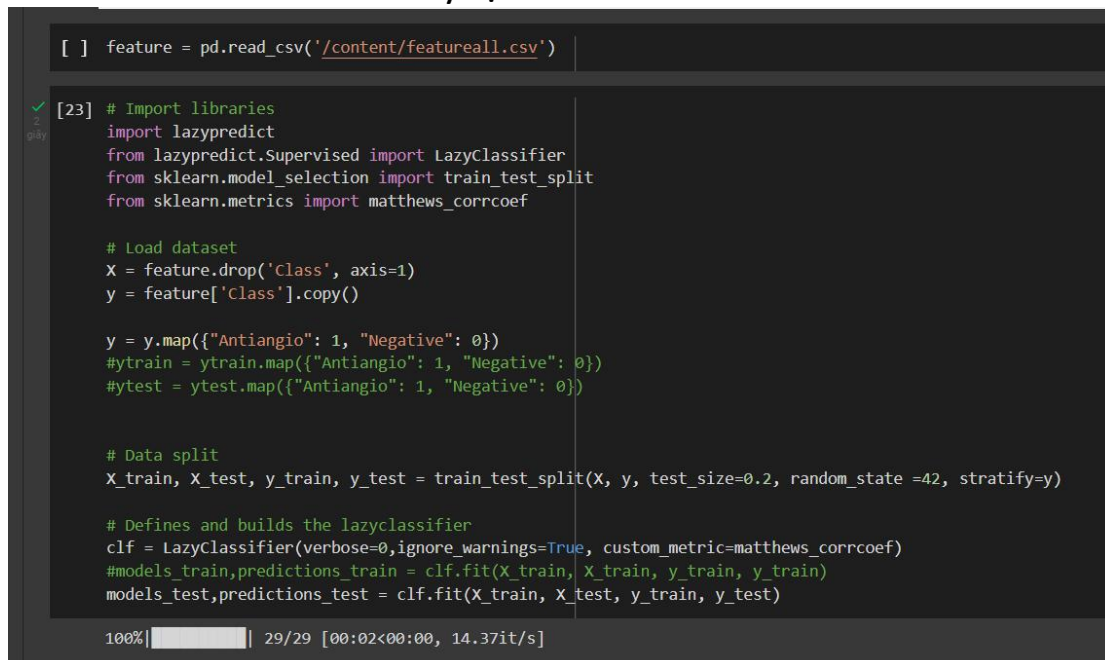 [ ] feature = pd.read_csv('/content/featureall.csv')
[23] # Import libraries
2
giây
import lazypredict
from lazypredict.Supervised import LazyClassifier
from sklearn.model_selection import train_test_split
from sklearn.metrics import matthews_corrcoef
# Load dataset
X = feature.drop('Class', axis=1)
y = feature['Class'].copy()
y = y.map({"Antiangio": 1, "Negative": 0})
#ytrain = ytrain.map({"Antiangio": 1, "Negative": 0})
#ytest = ytest.map({"Antiangio": 1, "Negative": 0})
# Data split
X_train, X_test, y_train, y_test = train_test_split(X, y, test_size=0.2, random_state =42, stratify=y)
# Defines and builds the lazyclassifier
clf = LazyClassifier(verbose=0,ignore_warnings=True, custom_metric=matthews_corrcoef)
#models_train,predictions_train = clf.fit(X_train, X_train, y_train, y_train)
models_test,predictions_test = clf.fit(X_train, X_test, y_train, y_test)
100%|██████████| 29/29 [00:02<00:00, 14.37it/s]